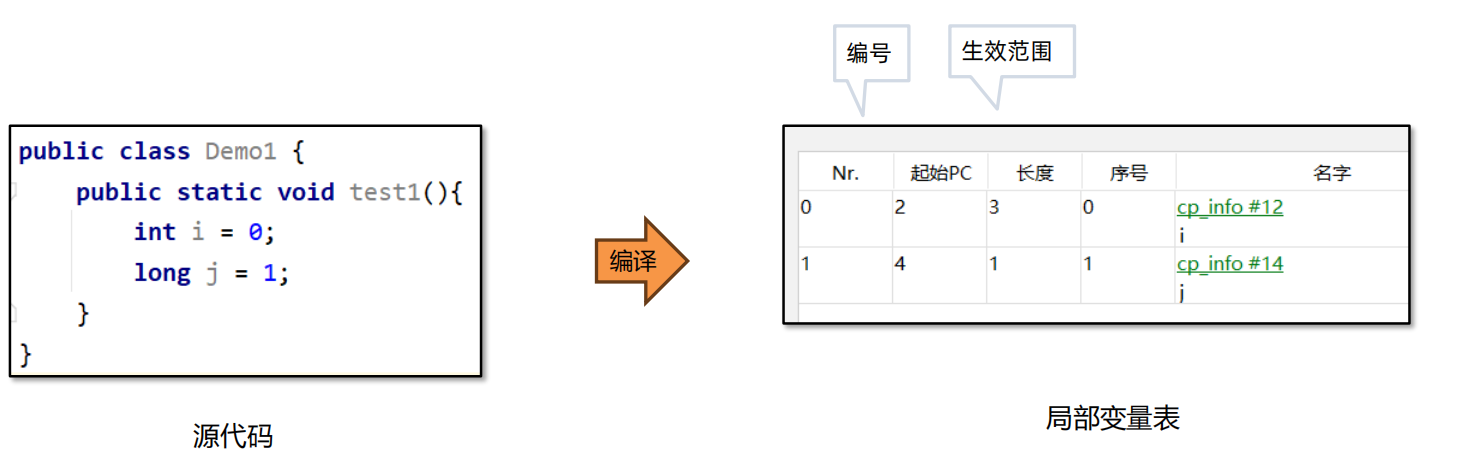 编号
生效范围
public class Demo1 {
public static void test1(){
int i = 0;
long j = 1;
}
}
源代码
编译
Nr. 起始PC 长度 序号 名字
0 2 3 0 cp_info #12
i
1 4 1 1 cp_info #14
j
局部变量表